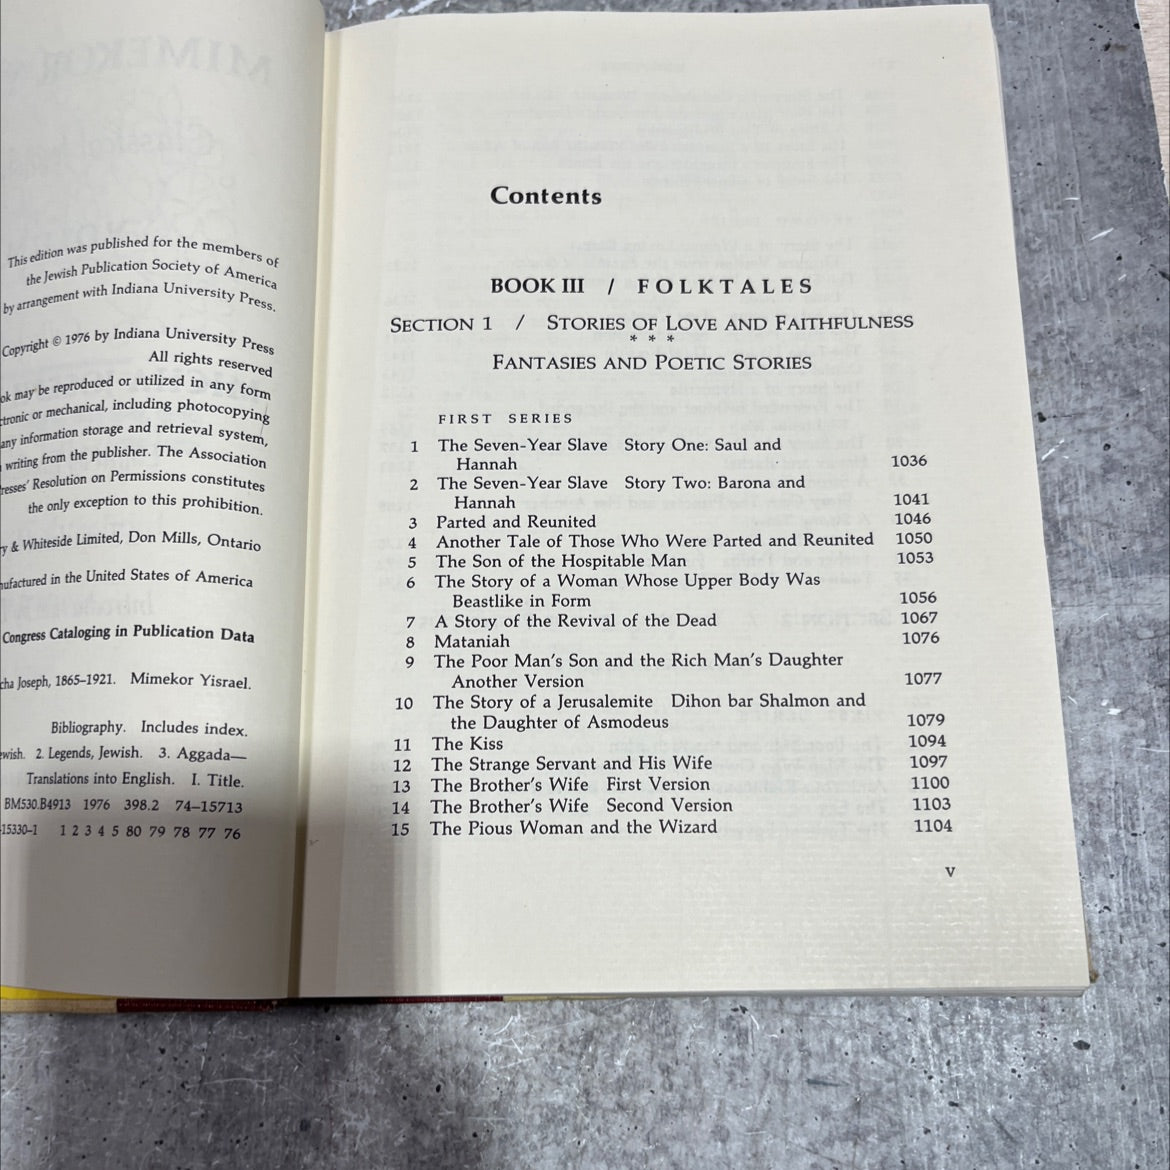 This edition was published for the members of
the Jewish Publication Society of America
by arrangement with Indiana University Press.
Copyright © 1976 by Indiana University Press
All rights reserved
may be reproduced or utilized in any form
or mechanical, including photocopying
any information storage and retrieval system,
writing from the publisher. The Association
Resolution on Permissions constitutes
the only exception to this prohibition.
& Whiteside Limited, Don Mills, Ontario
in the United States of America
Congress Cataloging in Publication Data
Joseph, 1865–1921. Mimekor Yisrael.
Bibliography. Includes index.
2. Legends, Jewish. 3. Aggada—
Translations into English. I. Title.
BM530.B4913 1976 398.2 74–15713
15330–1 1 2 3 4 5 80 79 78 77 76
Contents
BOOK III / FOLKTALES
SECTION 1 / STORIES OF LOVE AND FAITHFULNESS
* * *
FANTASIES AND POETIC STORIES
FIRST SERIES
1 The Seven-Year Slave Story One: Saul and
Hannah 1036
2 The Seven-Year Slave Story Two: Barona and
Hannah 1041
3 Parted and Reunited 1046
4 Another Tale of Those Who Were Parted and Reunited 1050
5 The Son of the Hospitable Man 1053
6 The Story of a Woman Whose Upper Body Was
Beastlike in Form 1056
7 A Story of the Revival of the Dead 1067
8 Mataniah 1076
9 The Poor Man's Son and the Rich Man's Daughter
Another Version 1077
10 The Story of a Jerusalemite Dihon bar Shalmon and
the Daughter of Asmodeus 1079
11 The Kiss 1094
12 The Strange Servant and His Wife 1097
13 The Brother's Wife First Version 1100
14 The Brother's Wife Second Version 1103
15 The Pious Woman and the Wizard 1104
v